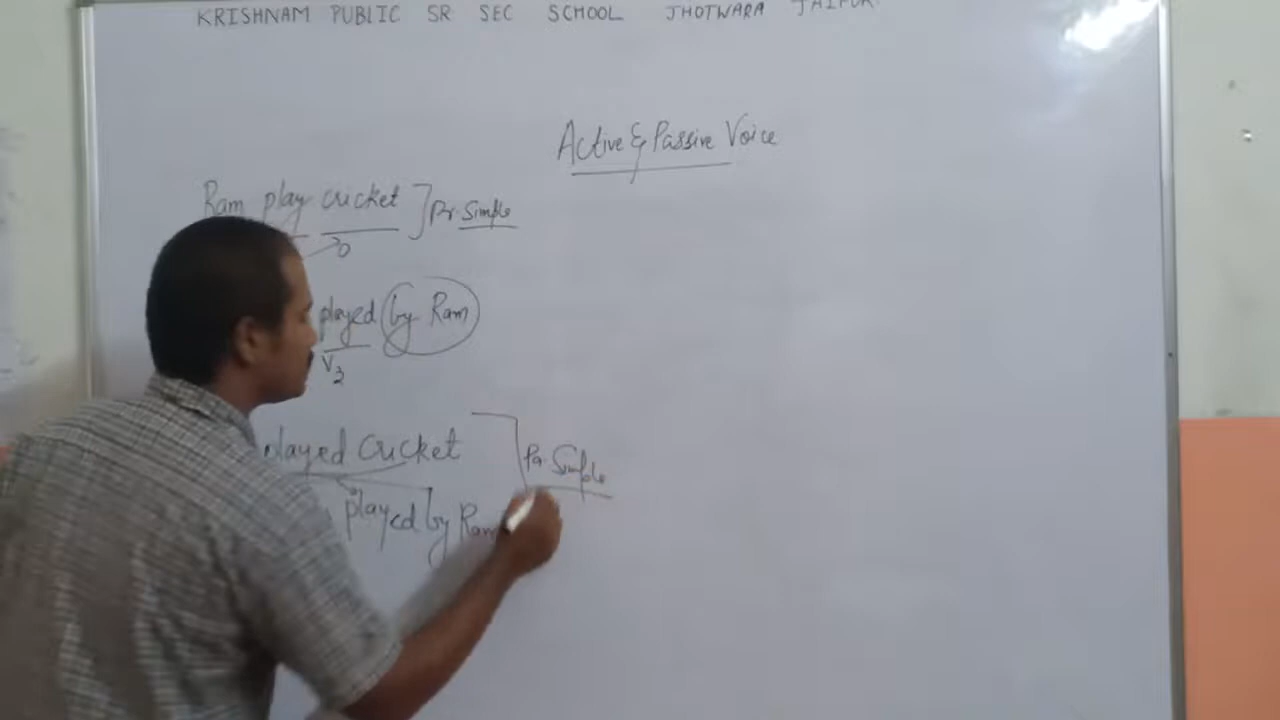 KRISHNAM PUBLIC SR SEC SCHOOL JHOTWARA JAIPUR
Active & Passive Voice
Ram play cricket ] Pr. Simple
O
played by Ram
V3
played cricket
Pa. Simple
played by Ram